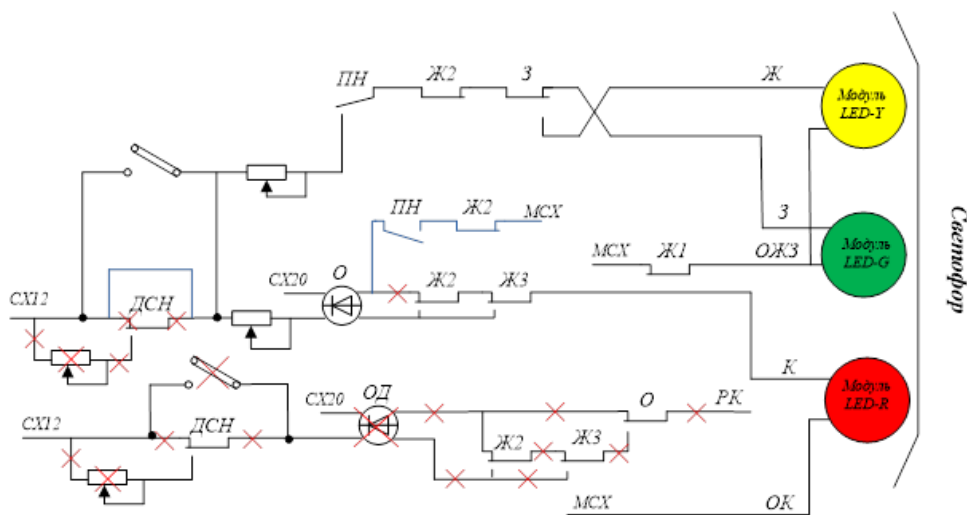 ПН Ж2 З Ж
Модуль
LED-Y
ПН Ж2 МСХ
З
МСХ Ж1 ОЖЗ
Модуль
LED-G
СХ20 О Ж2 Ж3
СХ12 ДСН
К
Модуль
LED-R
СХ20 ОД О РК
СХ12 ДСН
Ж2 Ж3
МСХ ОК
Светофор